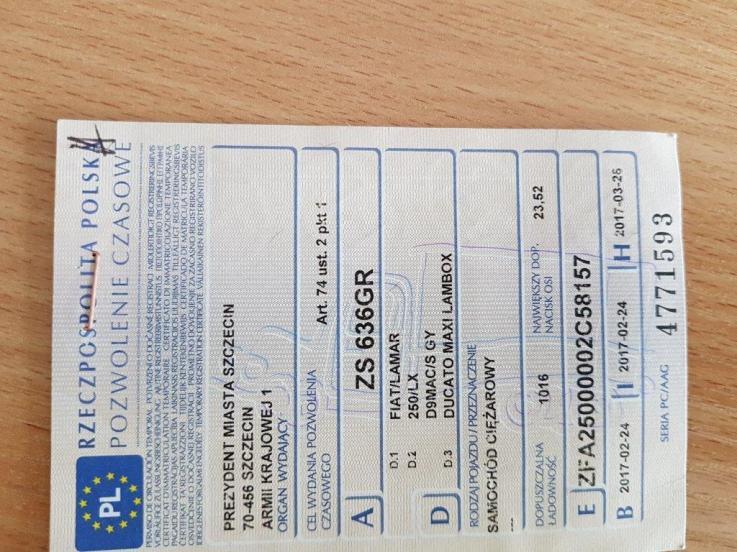 PL
RZECZPOSPOLITA POLSKA
POZWOLENIE CZASOWE
PREZYDENT MIASTA SZCZECIN
70-456 SZCZECIN
ARMII KRAJOWEJ 1
ORGAN WYDAJĄCY
CEL WYDANIA POZWOLENIA
CZASOWEGO
Art. 74 ust. 2 pkt 1
A ZS 636GR
D D.1 FIAT/LAMAR
D.2 250/LX
D9MAC/S GY
D.3 DUCATO MAXI LAMBOX
RODZAJ POJAZDU / PRZEZNACZENIE
SAMOCHÓD CIĘŻAROWY
---
DOPUSZCZALNA ŁADOWNOŚĆ 1016 NAJWIĘKSZY DOP. NACISK OSI 23.52
E ZFA25000002C58157
B 2017-02-24 I 2017-02-24 H 2017-03-26
SERIA PC/AAG 4771593